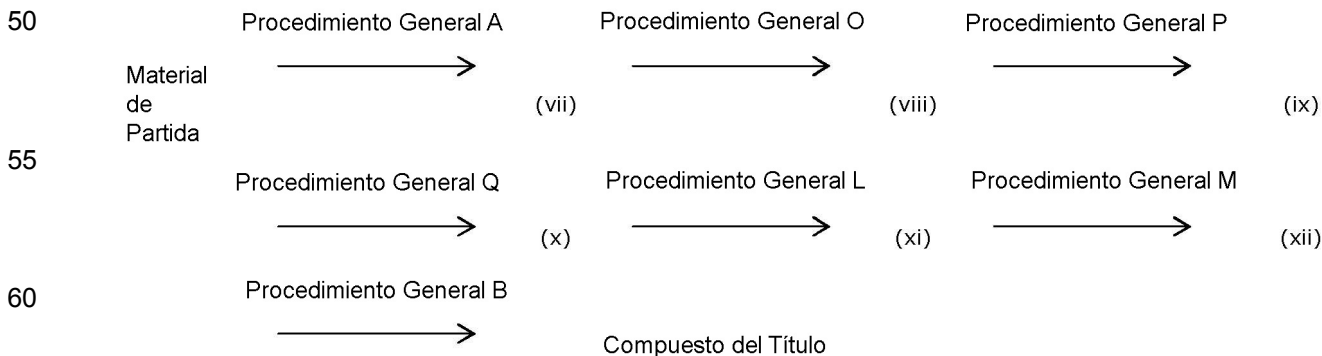 50 Procedimiento General A Procedimiento General O Procedimiento General P
Material
de
Partida
(vii) (viii) (ix)
55
Procedimiento General Q Procedimiento General L Procedimiento General M
(x) (xi) (xii)
60 Procedimiento General B
Compuesto del Título